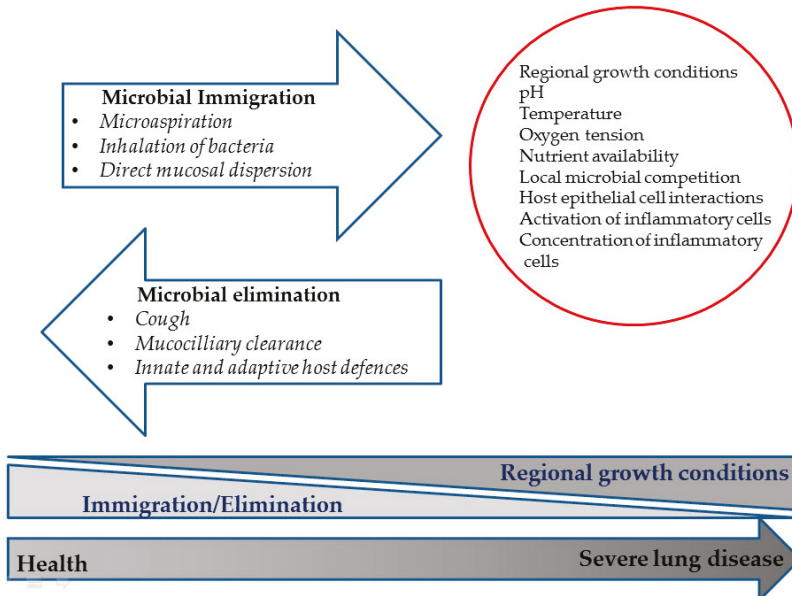 Microbial Immigration
• Microaspiration
• Inhalation of bacteria
• Direct mucosal dispersion
Regional growth conditions
pH
Temperature
Oxygen tension
Nutrient availability
Local microbial competition
Host epithelial cell interactions
Activation of inflammatory cells
Concentration of inflammatory
cells
Microbial elimination
• Cough
• Mucocilliary clearance
• Innate and adaptive host defences
Regional growth conditions
Immigration/Elimination
Health
Severe lung disease